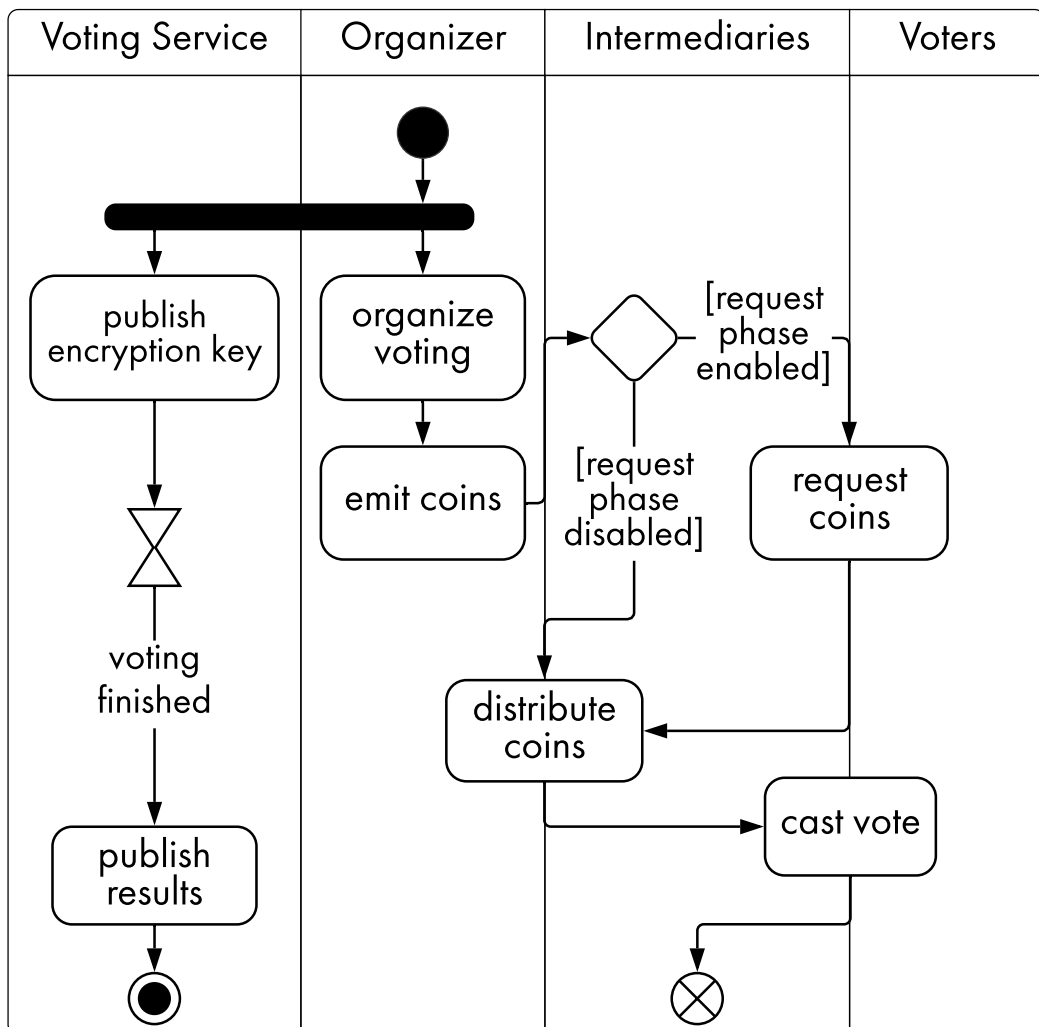 Voting Service
Organizer
Intermediaries
Voters
publish
encryption key
organize
voting
[request
phase
enabled]
emit coins
[request
phase
disabled]
request
coins
voting
finished
distribute
coins
cast vote
publish
results